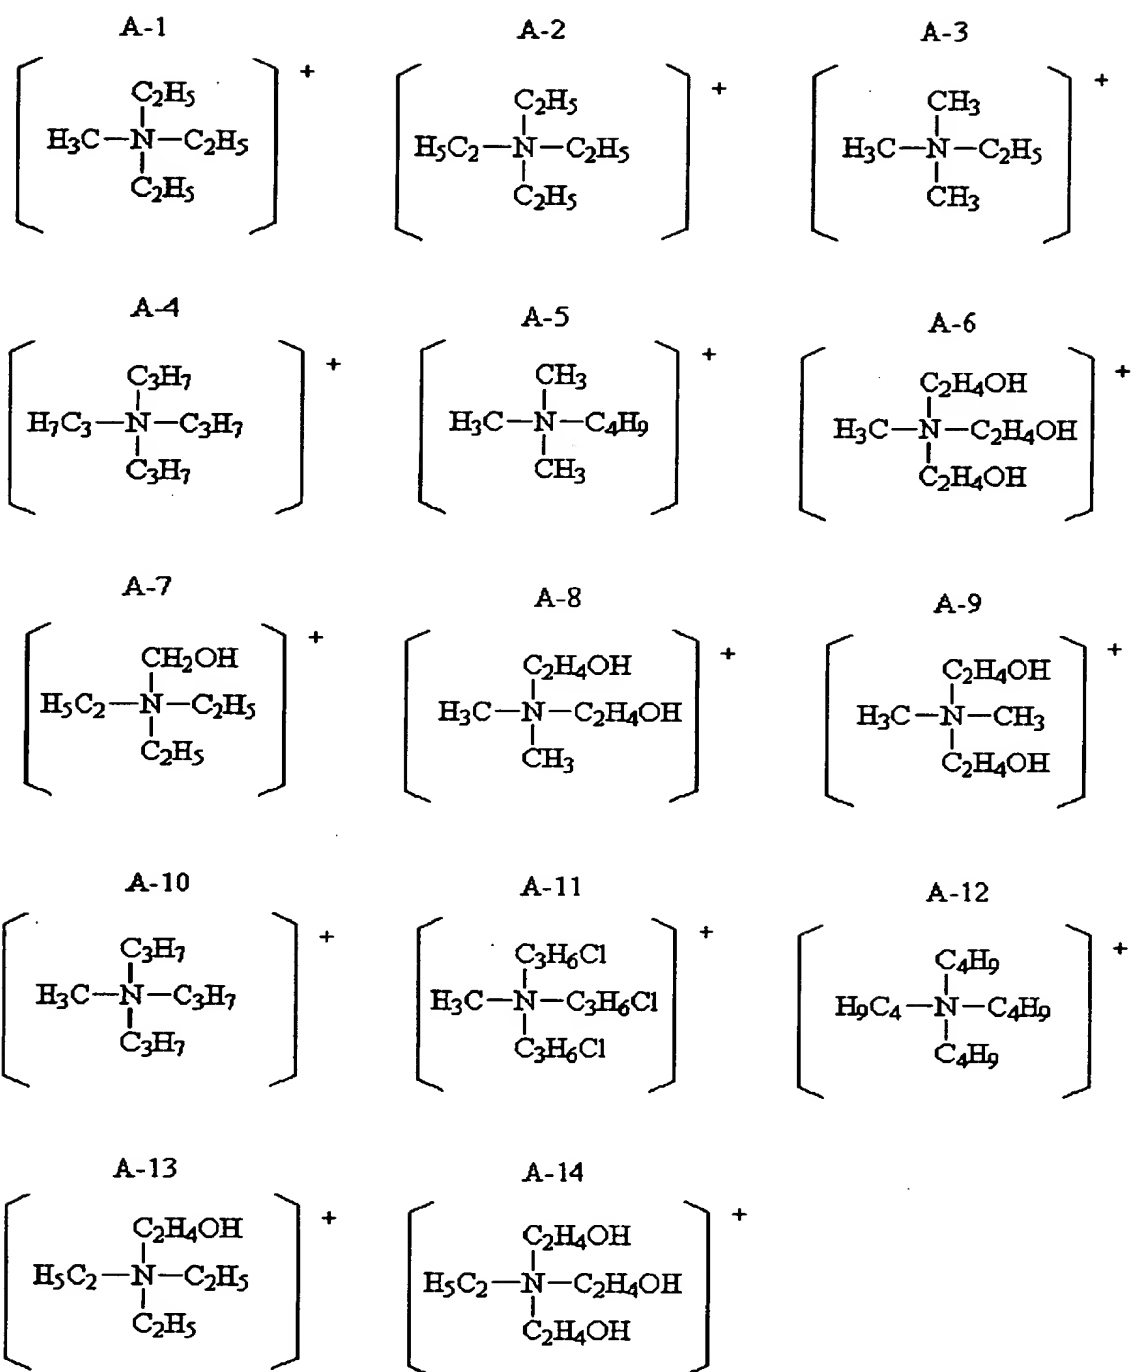 A-1 A-2 A-3
[ C2H5 ]+ [ C2H5 ]+ [ CH3 ]+
H3C—N—C2H5 H5C2—N—C2H5 H3C—N—C2H5
C2H5 C2H5 CH3
A-4 A-5 A-6
[ C3H7 ]+ [ CH3 ]+ [ C2H4OH ]+
H7C3—N—C3H7 H3C—N—C4H9 H3C—N—C2H4OH
C3H7 CH3 C2H4OH
A-7 A-8 A-9
[ CH2OH ]+ [ C2H4OH ]+ [ C2H4OH ]+
H5C2—N—C2H5 H3C—N—C2H4OH H3C—N—CH3
C2H5 CH3 C2H4OH
A-10 A-11 A-12
[ C3H7 ]+ [ C3H6Cl ]+ [ C4H9 ]+
H3C—N—C3H7 H3C—N—C3H6Cl H9C4—N—C4H9
C3H7 C3H6Cl C4H9
A-13 A-14
[ C2H4OH ]+ [ C2H4OH ]+
H5C2—N—C2H5 H5C2—N—C2H4OH
C2H5 C2H4OH